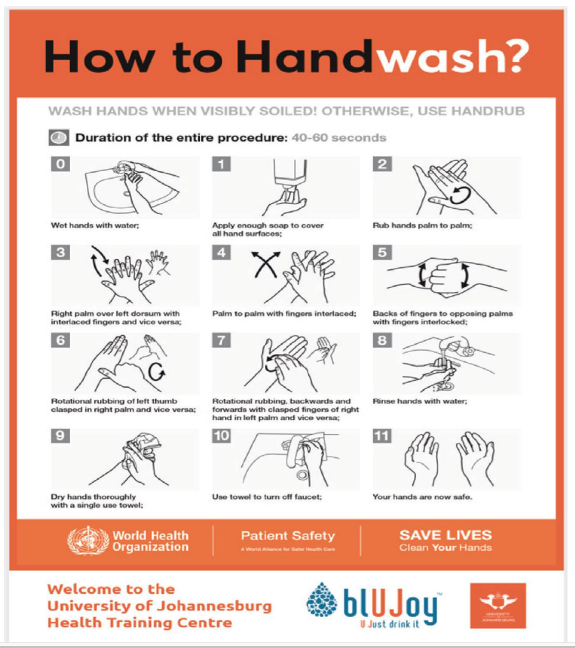 How to Handwash?
WASH HANDS WHEN VISIBLY SOILED! OTHERWISE, USE HANDRUB
Duration of the entire procedure: 40-60 seconds
0
Wet hands with water;
1
Apply enough soap to cover
all hand surfaces;
2
Rub hands palm to palm;
3
Right palm over left dorsum with
interlaced fingers and vice versa;
4
Palm to palm with fingers interlaced;
5
Backs of fingers to opposing palms
with fingers interlocked;
6
Rotational rubbing of left thumb
clasped in right palm and vice versa;
7
Rotational rubbing, backwards and
forwards with clasped fingers of right
hand in left palm and vice versa;
8
Rinse hands with water;
9
Dry hands thoroughly
with a single use towel;
10
Use towel to turn off faucet;
11
Your hands are now safe.
World Health
Organization
Patient Safety
A World Alliance for Safer Health Care
SAVE LIVES
Clean Your Hands
Welcome to the
University of Johannesburg
Health Training Centre
blUJoy™
U Just drink it
UNIVERSITY
JOHANNESBURG